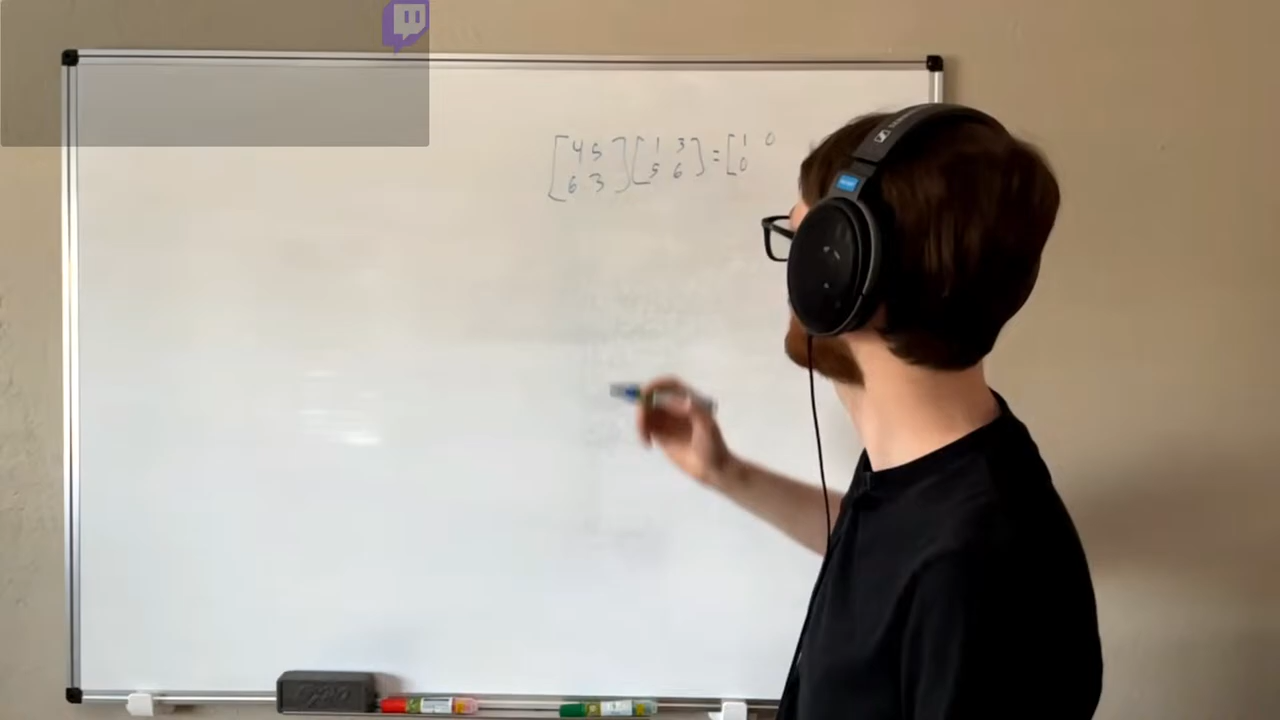 [4 5] [1 3] = [1 0
[6 3] [5 6]   [0